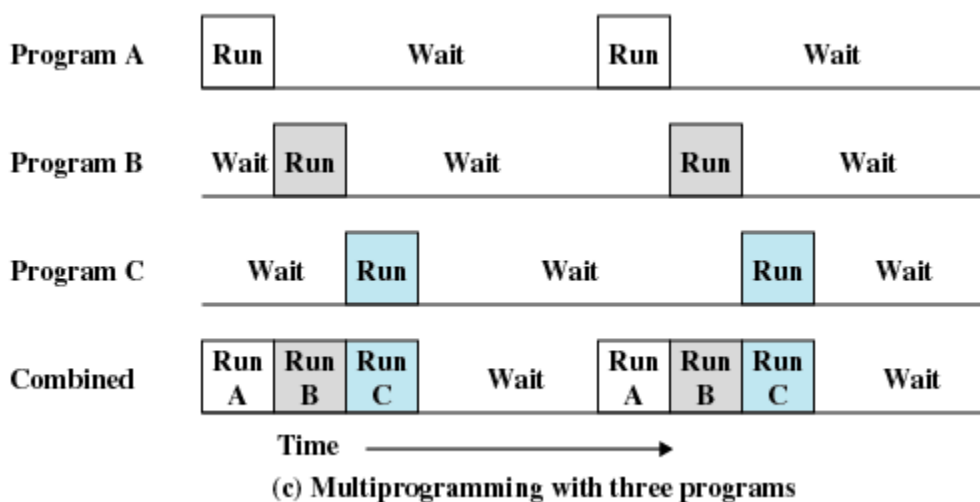 Program A Run Wait Run Wait
Program B Wait Run Wait Run Wait
Program C Wait Run Wait Run Wait
Combined Run A Run B Run C Wait Run A Run B Run C Wait
Time
(c) Multiprogramming with three programs